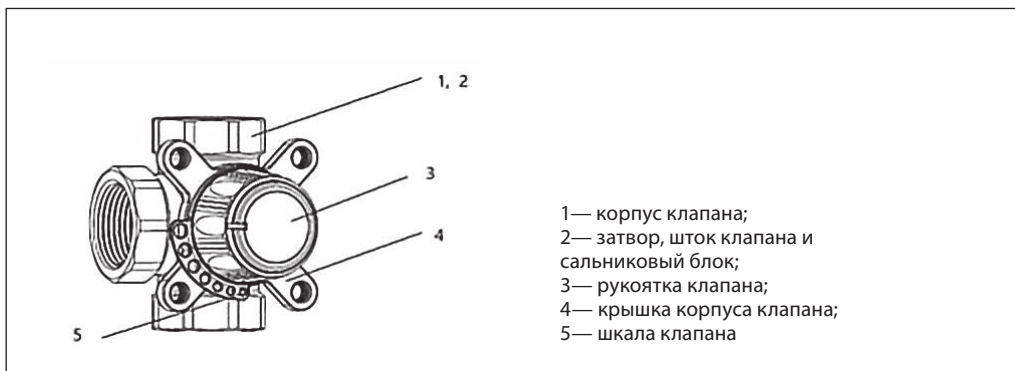 1, 2
3
4
5
1— корпус клапана;
2— затвор, шток клапана и
сальниковый блок;
3— рукоятка клапана;
4— крышка корпуса клапана;
5— шкала клапана